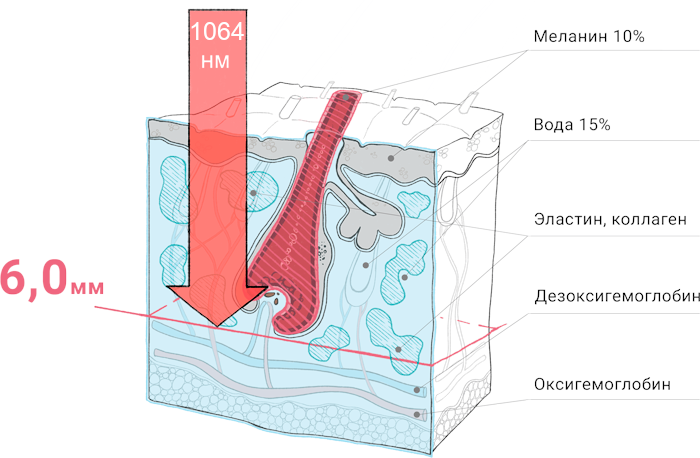 1064
нм
Меланин 10%
Вода 15%
Эластин, коллаген
6,0мм
Дезоксигемоглобин
Оксигемоглобин